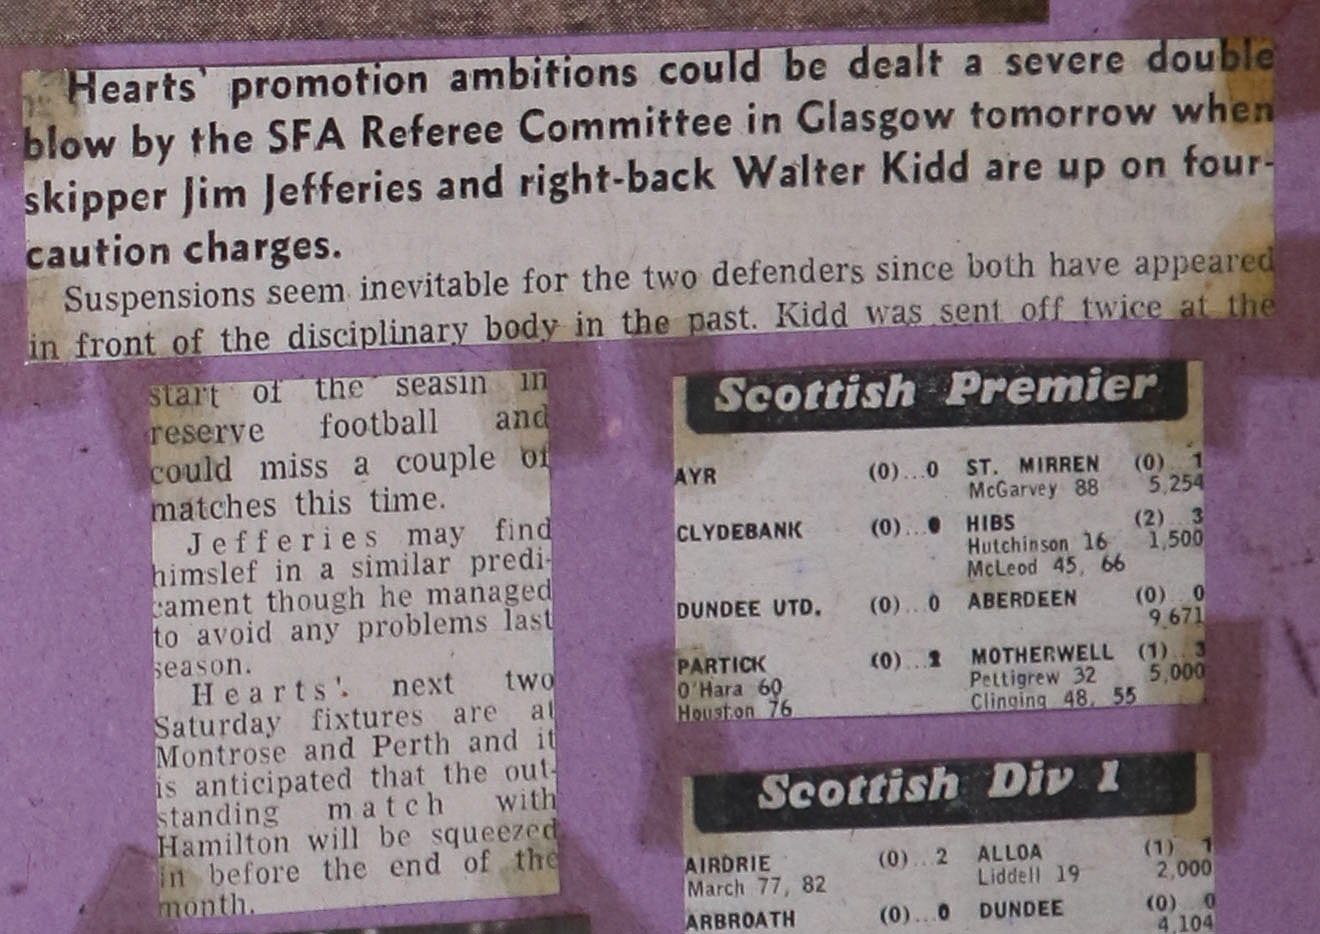 Hearts' promotion ambitions could be dealt a severe double
blow by the SFA Referee Committee in Glasgow tomorrow when
skipper Jim Jefferies and right-back Walter Kidd are up on four-
caution charges.
Suspensions seem inevitable for the two defenders since both have appeared
in front of the disciplinary body in the past. Kidd was sent off twice at the
start of the seasin in
reserve football and
could miss a couple of
matches this time.
Jefferies may find
himslef in a similar predi-
cament though he managed
to avoid any problems last
season.
Hearts'. next two
Saturday fixtures are at
Montrose and Perth and it
is anticipated that the out-
standing match with
Hamilton will be squeezed
in before the end of the
month.
Scottish Premier
AYR (0)...0 ST. MIRREN (0) 1
McGarvey 88 5,254
CLYDEBANK (0)..0 HIBS (2) 3
Hutchinson 16 1,500
McLeod 45, 66
DUNDEE UTD. (0)...0 ABERDEEN (0) 0
9,671
PARTICK (0)... MOTHERWELL (1)..3
O'Hara 60 Pettigrew 32 5,000
Houston 76 Clinging 48, 55
Scottish Div 1
AIRDRIE (0)...2 ALLOA (1) 1
March 77, 82 Liddell 19 2,000
ARBROATH (0)...0 DUNDEE (0) 0
4,104